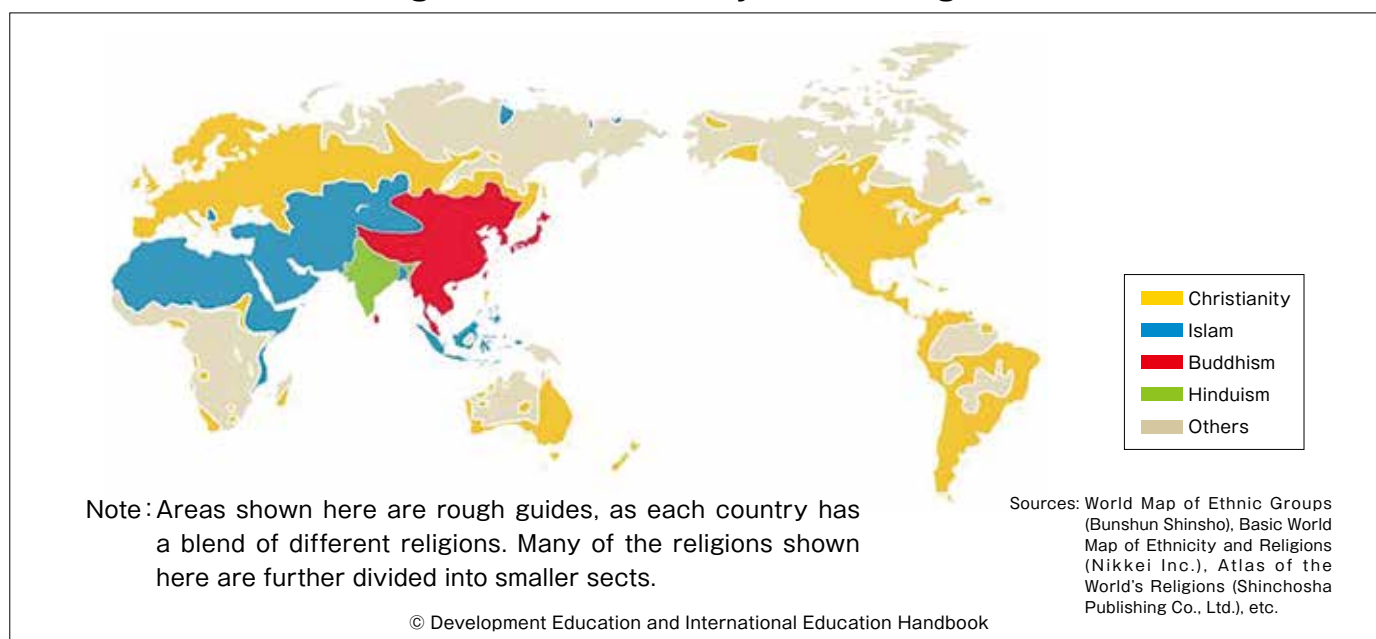 Christianity
Islam
Buddhism
Hinduism
Others
Note: Areas shown here are rough guides, as each country has
a blend of different religions. Many of the religions shown
here are further divided into smaller sects.
Sources: World Map of Ethnic Groups
(Bunshun Shinsho), Basic World
Map of Ethnicity and Religions
(Nikkei Inc.), Atlas of the
World's Religions (Shinchosha
Publishing Co., Ltd.), etc.
© Development Education and International Education Handbook